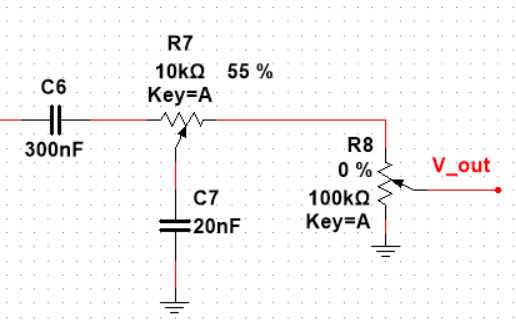 R7
10kΩ 55 %
Key=A
C6
300nF
R8
0 %
100kΩ
Key=A
V_out
C7
20nF